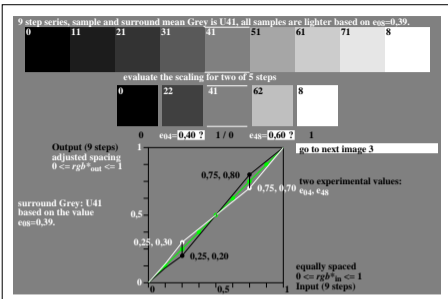 9 step series, sample and surround mean Grey is U41, all samples are lighter based on e08=0,39.
0 11 21 31 41 51 61 71 8
evaluate the scaling for two of 5 steps
0 22 41 62 8
0 e04= 0,40 ? 1 / 0 e48= 0,60 ? 1
Output (9 steps)
adjusted spacing
0 <= rgb*out <= 1
1
go to next image 3
0,75, 0,80
0,75, 0,70
two experimental values:
e04, e48
surround Grey: U41
based on the value
e08=0,39.
0,5
0,25, 0,30
0,25, 0,20
equally spaced
0 <= rgb*in <= 1
Input (9 steps)
0
0 0,5 1